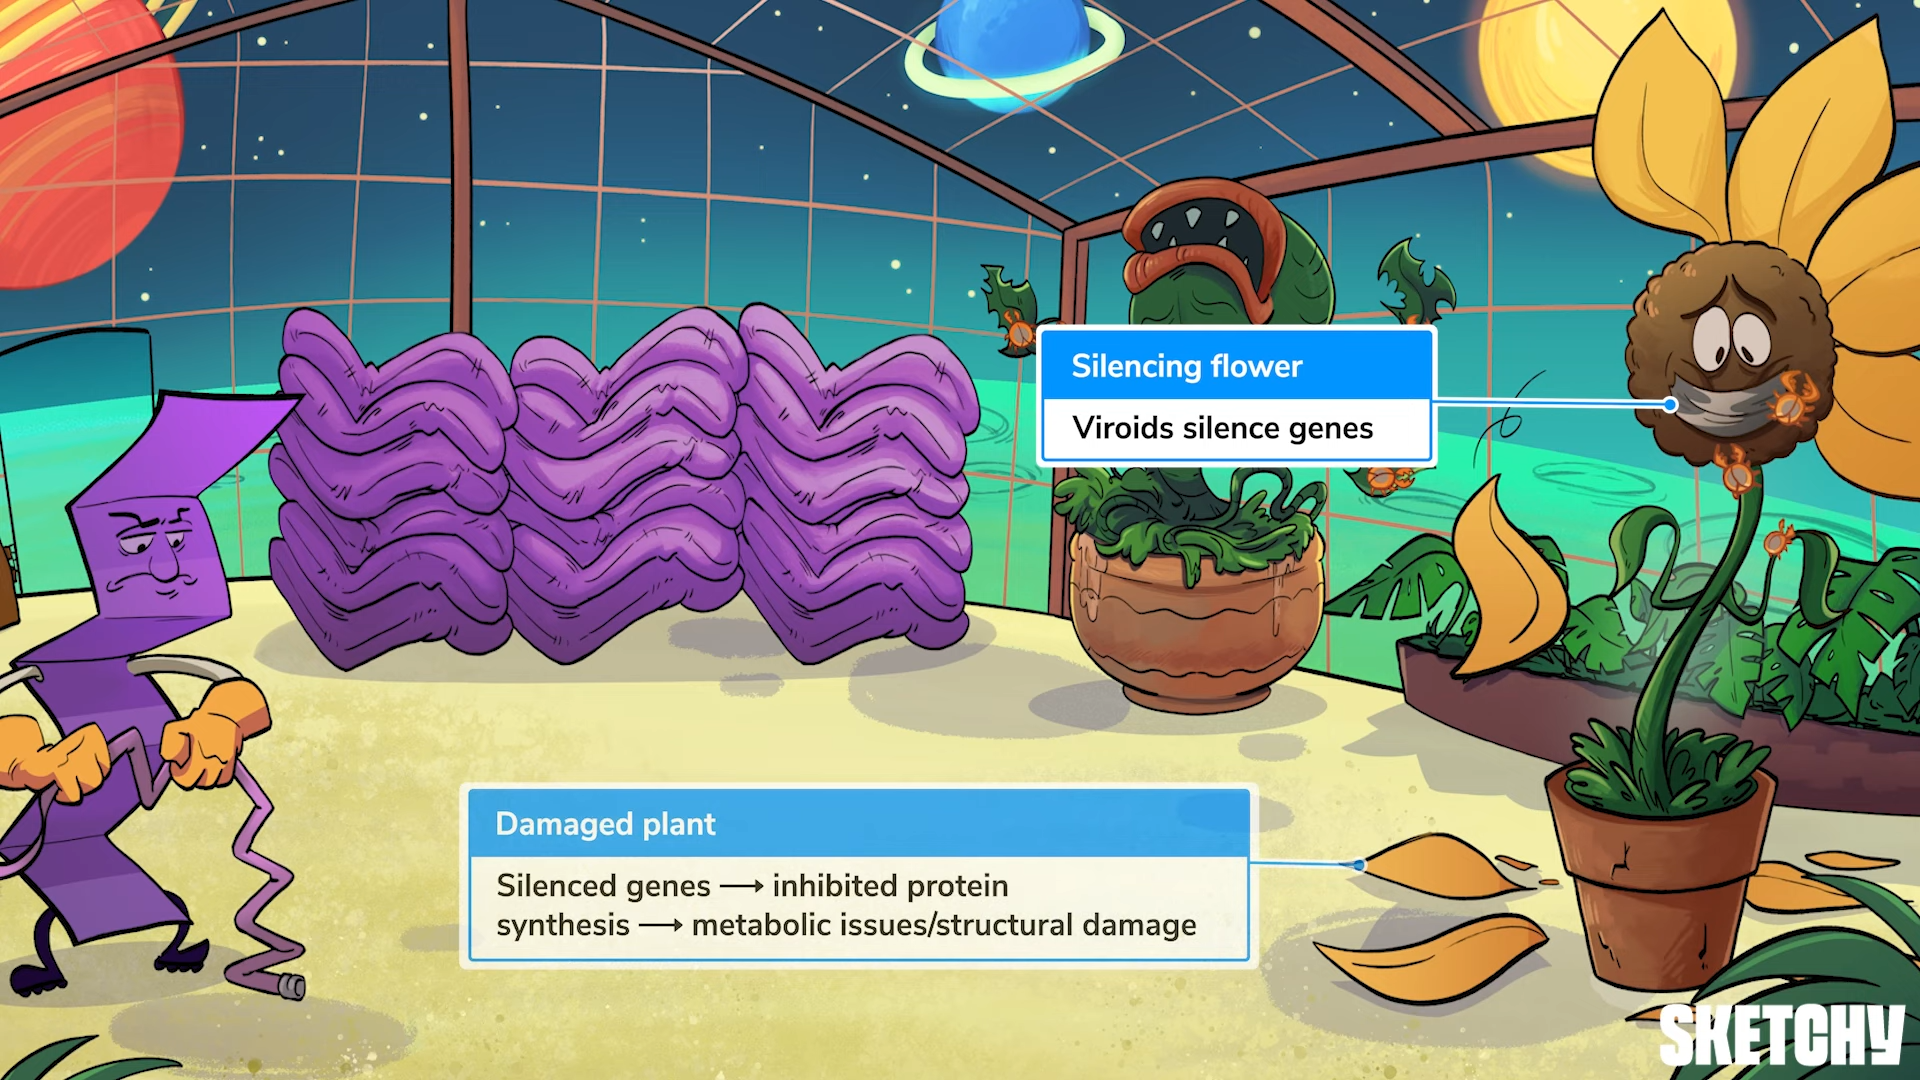 Silencing flower
Viroids silence genes
Damaged plant
Silenced genes ⟶ inhibited protein
synthesis ⟶ metabolic issues/structural damage
SKETCHY